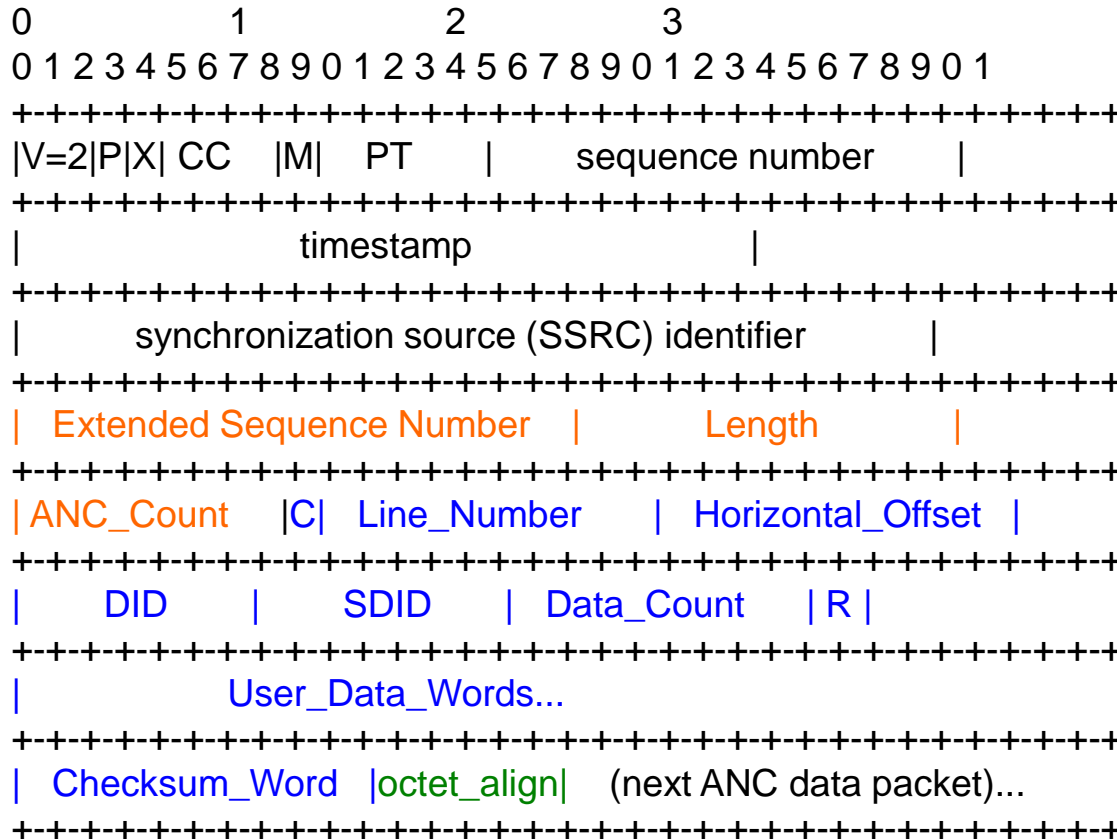 0 1 2 3
0 1 2 3 4 5 6 7 8 9 0 1 2 3 4 5 6 7 8 9 0 1 2 3 4 5 6 7 8 9 0 1
+-+-+-+-+-+-+-+-+-+-+-+-+-+-+-+-+-+-+-+-+-+-+-+-+-+-+-+-+-+-+-+-+
|V=2|P|X| CC |M| PT | sequence number |
+-+-+-+-+-+-+-+-+-+-+-+-+-+-+-+-+-+-+-+-+-+-+-+-+-+-+-+-+-+-+-+-+
| timestamp |
+-+-+-+-+-+-+-+-+-+-+-+-+-+-+-+-+-+-+-+-+-+-+-+-+-+-+-+-+-+-+-+-+
| synchronization source (SSRC) identifier |
+-+-+-+-+-+-+-+-+-+-+-+-+-+-+-+-+-+-+-+-+-+-+-+-+-+-+-+-+-+-+-+-+
| Extended Sequence Number | Length |
+-+-+-+-+-+-+-+-+-+-+-+-+-+-+-+-+-+-+-+-+-+-+-+-+-+-+-+-+-+-+-+-+
| ANC_Count |C| Line_Number | Horizontal_Offset |
+-+-+-+-+-+-+-+-+-+-+-+-+-+-+-+-+-+-+-+-+-+-+-+-+-+-+-+-+-+-+-+-+
| DID | SDID | Data_Count | R |
+-+-+-+-+-+-+-+-+-+-+-+-+-+-+-+-+-+-+-+-+-+-+-+-+-+-+-+-+-+-+-+-+
| User_Data_Words...
+-+-+-+-+-+-+-+-+-+-+-+-+-+-+-+-+-+-+-+-+-+-+-+-+-+-+-+-+-+-+-+-+
| Checksum_Word |octet_align| (next ANC data packet)...
+-+-+-+-+-+-+-+-+-+-+-+-+-+-+-+-+-+-+-+-+-+-+-+-+-+-+-+-+-+-+-+-+